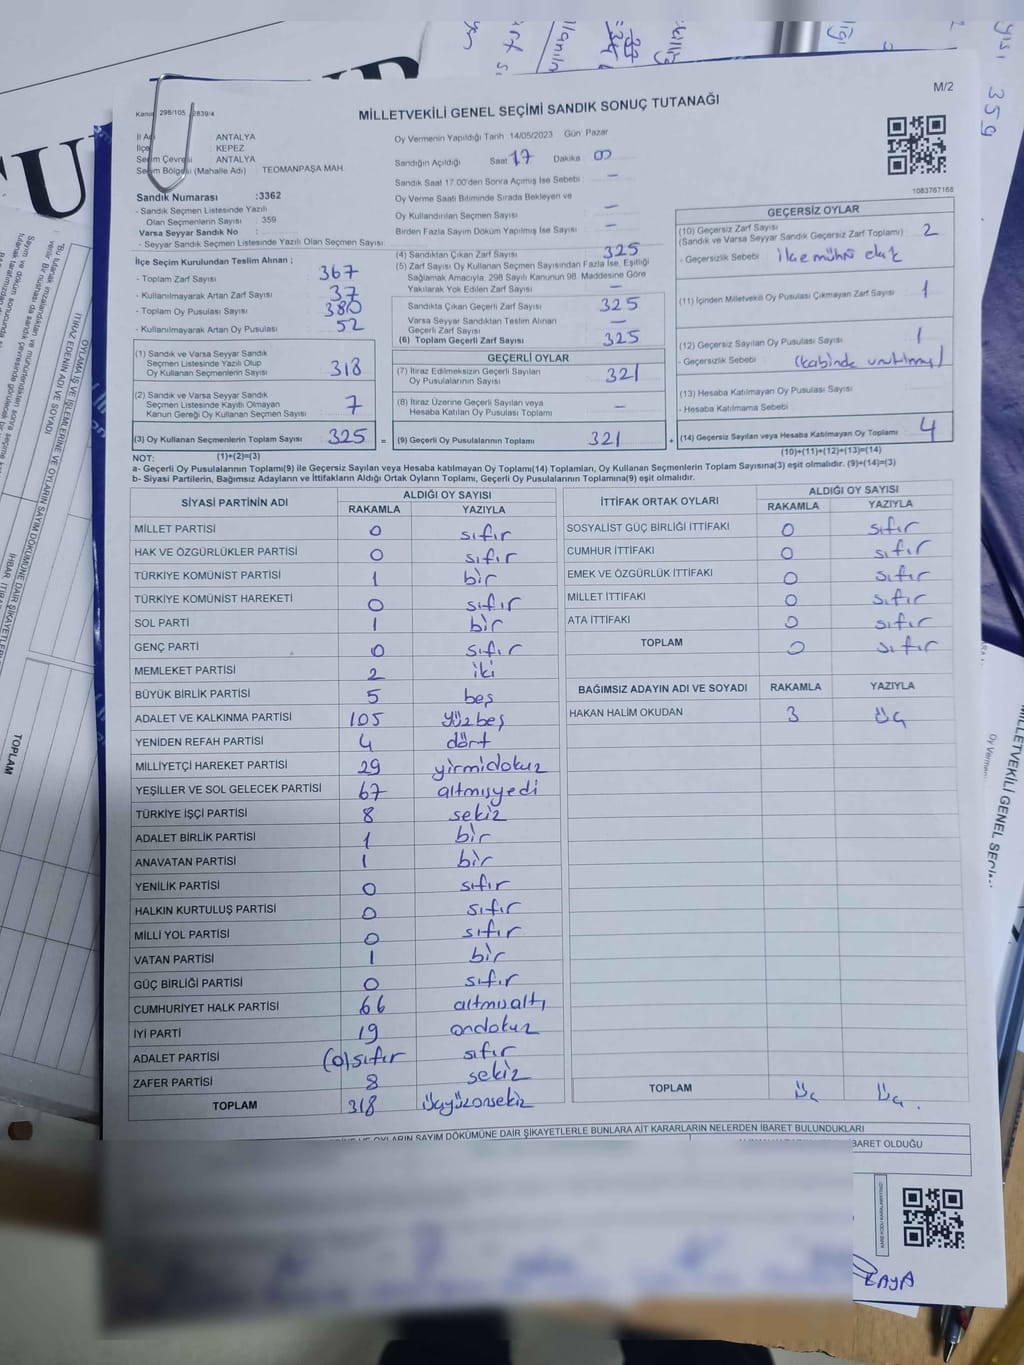 M/2
Kanun 298/105 2839/4
MİLLETVEKİLİ GENEL SEÇİMİ SANDIK SONUÇ TUTANAĞI
1083767166
İl Adı : ANTALYA
İlçe : KEPEZ
Seçim Çevresi : ANTALYA
Seçim Bölgesi (Mahalle Adı) : TEOMANPAŞA MAH.
Sandık Numarası :3362
- Sandık Seçmen Listesinde Yazılı
Olan Seçmenlerin Sayısı : 359
Varsa Seyyar Sandık No :
- Seyyar Sandık Seçmen Listesinde Yazılı Olan Seçmen Sayısı:
İlçe Seçim Kurulundan Teslim Alınan ;
- Toplam Zarf Sayısı 367
- Kullanılmayarak Artan Zarf Sayısı 37
- Toplam Oy Pusulası Sayısı 380
- Kullanılmayarak Artan Oy Pusulası 52
(1) Sandık ve Varsa Seyyar Sandık
Seçmen Listesinde Yazılı Olup
Oy Kullanan Seçmenlerin Sayısı 318
(2) Sandık ve Varsa Seyyar Sandık
Seçmen Listesinde Kayıtlı Olmayan
Kanun Gereği Oy Kullanan Seçmen Sayısı 7
(3) Oy Kullanan Seçmenlerin Toplam Sayısı 325 =
Oy Vermenin Yapıldığı Tarih :14/05/2023 Gün: Pazar
Sandığın Açıldığı Saat 17 Dakika 00
Sandık Saat 17.00'den Sonra Açılmış İse Sebebi : –
Oy Verme Saati Bitiminde Sırada Bekleyen ve
Oy Kullandırılan Seçmen Sayısı –
Birden Fazla Sayım Döküm Yapılmış İse Sayısı –
(4) Sandıktan Çıkan Zarf Sayısı 325
(5) Zarf Sayısı Oy Kullanan Seçmen Sayısından Fazla İse, Eşitliği
Sağlamak Amacıyla, 298 Sayılı Kanunun 98. Maddesine Göre
Yakılarak Yok Edilen Zarf Sayısı –
Sandıkta Çıkan Geçerli Zarf Sayısı 325
Varsa Seyyar Sandıktan Teslim Alınan
Geçerli Zarf Sayısı –
(6) Toplam Geçerli Zarf Sayısı 325
GEÇERLİ OYLAR
(7) İtiraz Edilmeksizin Geçerli Sayılan
Oy Pusulalarının Sayısı 321
(8) İtiraz Üzerine Geçerli Sayılan veya
Hesaba Katılan Oy Pusulası Toplamı –
(9) Geçerli Oy Pusulalarının Toplamı 321 +
GEÇERSİZ OYLAR
(10) Geçersiz Zarf Sayısı
(Sandık ve Varsa Seyyar Sandık Geçersiz Zarf Toplamı) 2
- Geçersizlik Sebebi
(11) İçinden Milletvekili Oy Pusulası Çıkmayan Zarf Sayısı 1
(12) Geçersiz Sayılan Oy Pusulası Sayısı 1
- Geçersizlik Sebebi (kabinde unutılmuş)
(13) Hesaba Katılmayan Oy Pusulası Sayısı
- Hesaba Katılmama Sebebi
(14) Geçersiz Sayılan veya Hesaba Katılmayan Oy Toplamı 4
NOT: (1)+(2)=(3) (10)+(11)+(12)+(13)=(14)
a- Geçerli Oy Pusulalarının Toplamı(9) ile Geçersiz Sayılan veya Hesaba katılmayan Oy Toplamı(14) Toplamları, Oy Kullanan Seçmenlerin Toplam Sayısına(3) eşit olmalıdır. (9)+(14)=(3)
b- Siyasi Partilerin, Bağımsız Adayların ve İttifakların Aldığı Oyların Toplamı, Geçerli Oy Pusulalarının Toplamına(9) eşit olmalıdır.
SİYASİ PARTİNİN ADI ALDIĞI OY SAYISI
RAKAMLA YAZIYLA
MİLLET PARTİSİ 0 sıfır
HAK VE ÖZGÜRLÜKLER PARTİSİ 0 sıfır
TÜRKİYE KOMÜNİST PARTİSİ 1 bir
TÜRKİYE KOMÜNİST HAREKETİ 0 sıfır
SOL PARTİ 1 bir
GENÇ PARTİ 0 sıfır
MEMLEKET PARTİSİ 2 iki
BÜYÜK BİRLİK PARTİSİ 5 beş
ADALET VE KALKINMA PARTİSİ 105 yüzbeş
YENİDEN REFAH PARTİSİ 4 dört
MİLLİYETÇİ HAREKET PARTİSİ 29 yirmidokuz
YEŞİLLER VE SOL GELECEK PARTİSİ 67 altmışyedi
TÜRKİYE İŞÇİ PARTİSİ 8 sekiz
ADALET BİRLİK PARTİSİ 1 bir
ANAVATAN PARTİSİ 1 bir
YENİLİK PARTİSİ 0 sıfır
HALKIN KURTULUŞ PARTİSİ 0 sıfır
MİLLİ YOL PARTİSİ 0 sıfır
VATAN PARTİSİ 1 bir
GÜÇ BİRLİĞİ PARTİSİ 0 sıfır
CUMHURİYET HALK PARTİSİ 66 altmışaltı
İYİ PARTİ 19 ondokuz
ADALET PARTİSİ (0) sıfır sıfır
ZAFER PARTİSİ 8 sekiz
TOPLAM 318 üçyüzonsekiz
İTTİFAK ORTAK OYLARI ALDIĞI OY SAYISI
RAKAMLA YAZIYLA
SOSYALİST GÜÇ BİRLİĞİ İTTİFAKI 0 sıfır
CUMHUR İTTİFAKI 0 sıfır
EMEK VE ÖZGÜRLÜK İTTİFAKI 0 sıfır
MİLLET İTTİFAKI 0 sıfır
ATA İTTİFAKI 0 sıfır
TOPLAM 0 sıfır
BAĞIMSIZ ADAYIN ADI VE SOYADI RAKAMLA YAZIYLA
HAKAN HALİM OKUDAN 3 üç
TOPLAM üç üç.
OYLARIN SAYIM DÖKÜMÜNE DAİR ŞİKAYETLERLE BUNLARA AİT KARARLARIN NELERDEN İBARET BULUNDUKLARI
İBARET OLDUĞU
KAYA
İTİRAZ EDENİN ADI VE SOYADI
TOPLAM
359